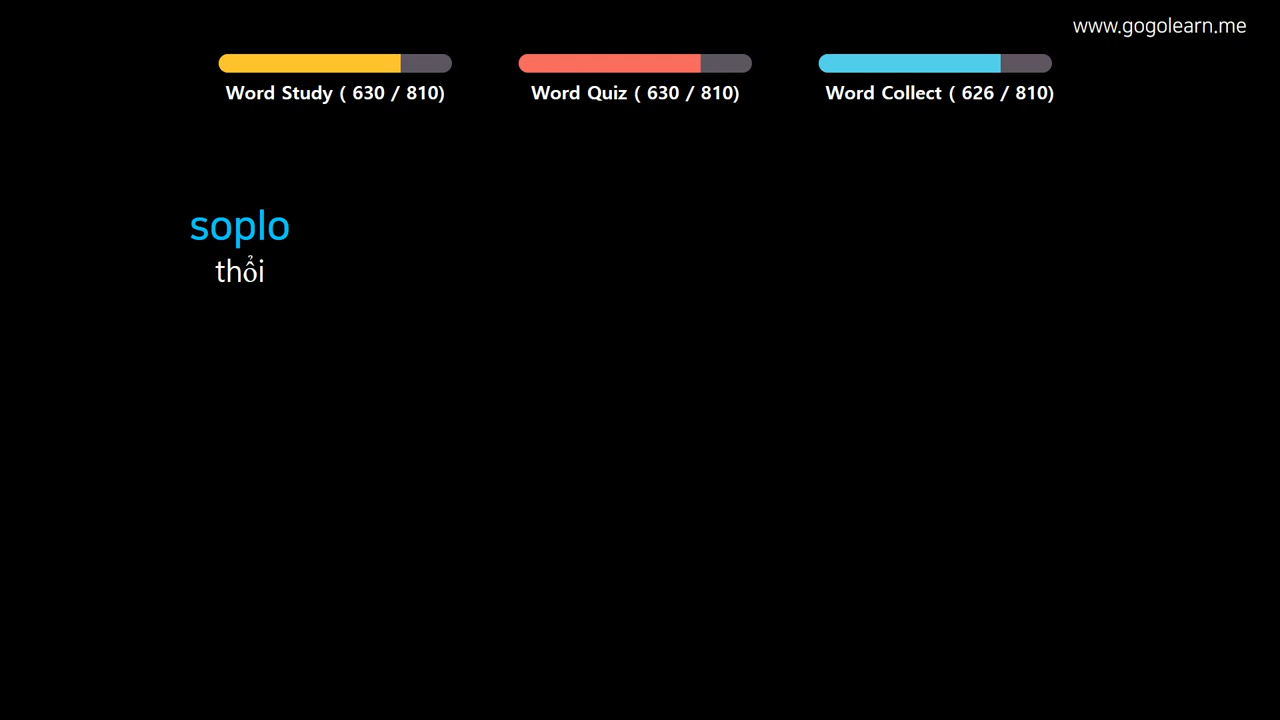 www.gogolearn.me
Word Study ( 630 / 810)
Word Quiz ( 630 / 810)
Word Collect ( 626 / 810)
soplo
thổi